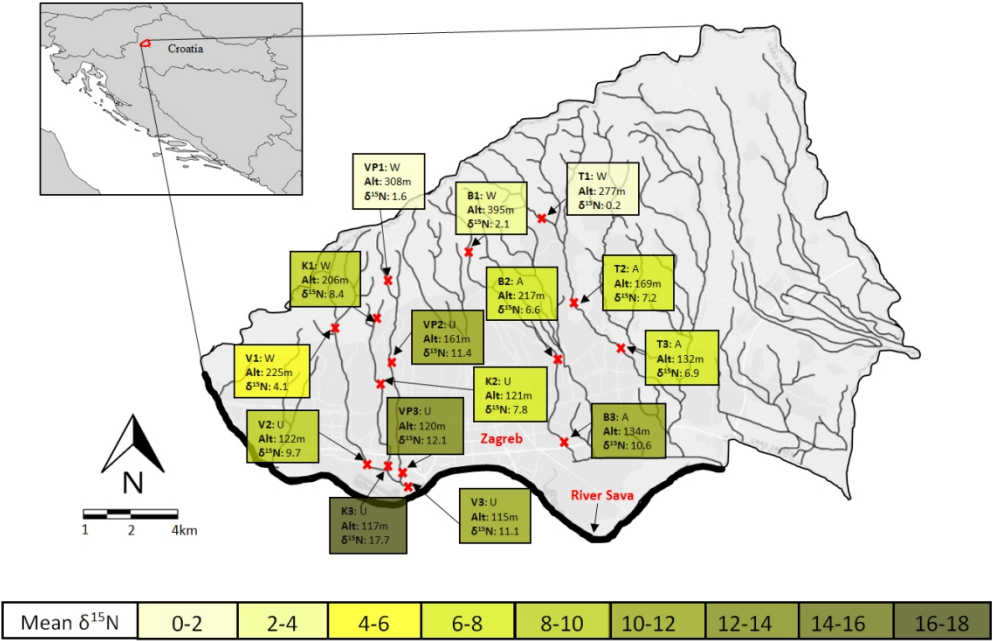 Croatia
VP1: W
Alt: 308m
δ¹⁵N: 1.6
T1: W
Alt: 277m
δ¹⁵N: 0.2
B1: W
Alt: 395m
δ¹⁵N: 2.1
K1: W
Alt: 206m
δ¹⁵N: 8.4
B2: A
Alt: 217m
δ¹⁵N: 6.6
T2: A
Alt: 169m
δ¹⁵N: 7.2
VP2: U
Alt: 161m
δ¹⁵N: 11.4
V1: W
Alt: 225m
δ¹⁵N: 4.1
T3: A
Alt: 132m
δ¹⁵N: 6.9
K2: U
Alt: 121m
δ¹⁵N: 7.8
V2: U
Alt: 122m
δ¹⁵N: 9.7
VP3: U
Alt: 120m
δ¹⁵N: 12.1
Zagreb
B3: A
Alt: 134m
δ¹⁵N: 10.6
N
1 2 4km
K3: U
Alt: 117m
δ¹⁵N: 17.7
V3: U
Alt: 115m
δ¹⁵N: 11.1
River Sava
Mean δ¹⁵N 0-2 2-4 4-6 6-8 8-10 10-12 12-14 14-16 16-18